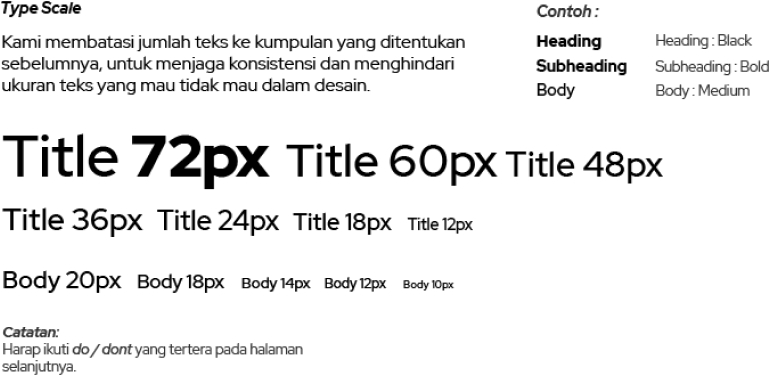 Type Scale
Kami membatasi jumlah teks ke kumpulan yang ditentukan
sebelumnya, untuk menjaga konsistensi dan menghindari
ukuran teks yang mau tidak mau dalam desain.
Contoh :
Heading Heading : Black
Subheading Subheading : Bold
Body Body : Medium
Title 72px Title 60px Title 48px
Title 36px Title 24px Title 18px Title 12px
Body 20px Body 18px Body 14px Body 12px Body 10px
Catatan:
Harap ikuti do / dont yang tertera pada halaman
selanjutnya.